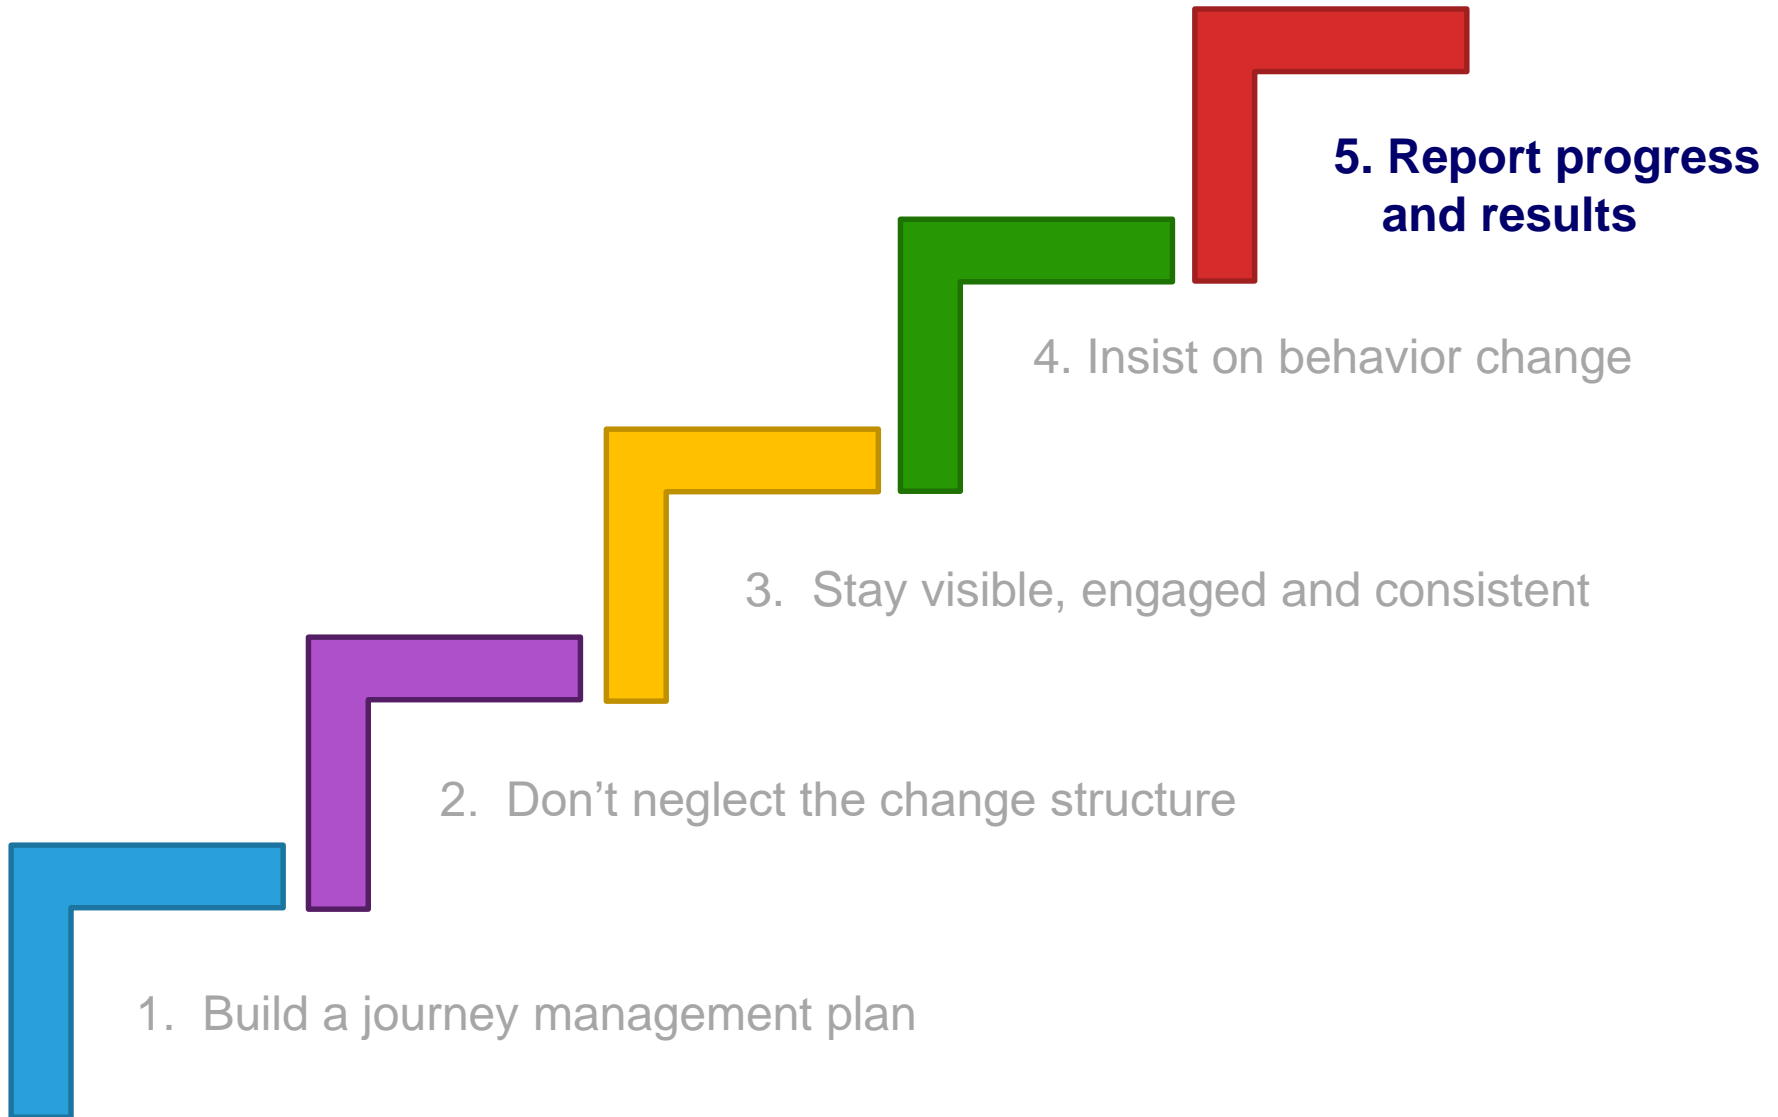 5. Report progress
and results
4. Insist on behavior change
3. Stay visible, engaged and consistent
2. Don’t neglect the change structure
1. Build a journey management plan